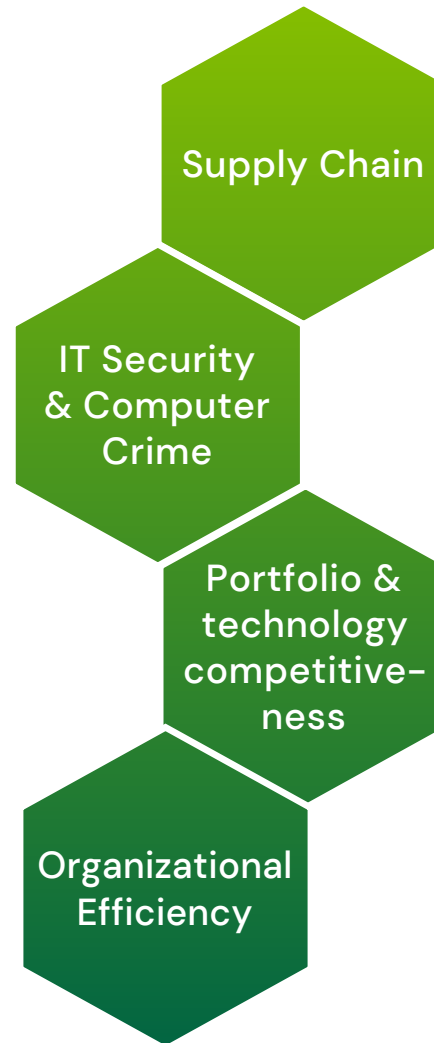 Supply Chain
IT Security
& Computer
Crime
Portfolio &
technology
competitive-
ness
Organizational
Efficiency